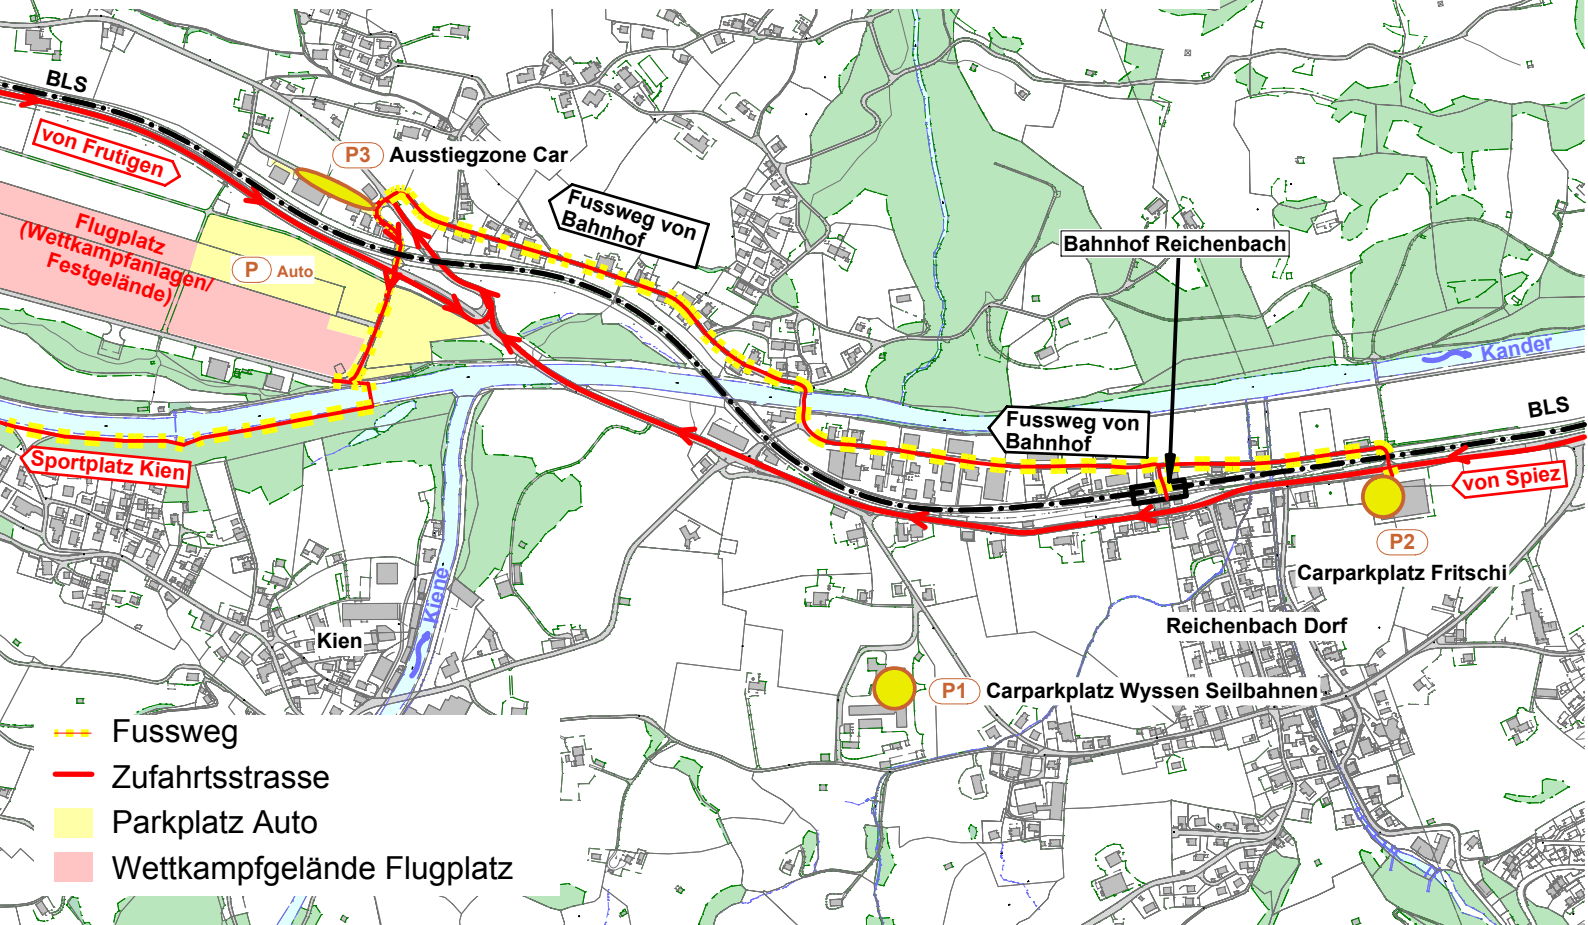 BLS
von Frutigen
P3 Ausstiegzone Car
Fussweg von
Bahnhof
Flugplatz
(Wettkampfanlagen/
Festgelände)
P Auto
Bahnhof Reichenbach
Kander
Fussweg von
Bahnhof
BLS
Sportplatz Kien
von Spiez
P2
Carparkplatz Fritschi
Kiene
Reichenbach Dorf
Kien
P1 Carparkplatz Wyssen Seilbahnen
Fussweg
Zufahrtsstrasse
Parkplatz Auto
Wettkampfgelände Flugplatz